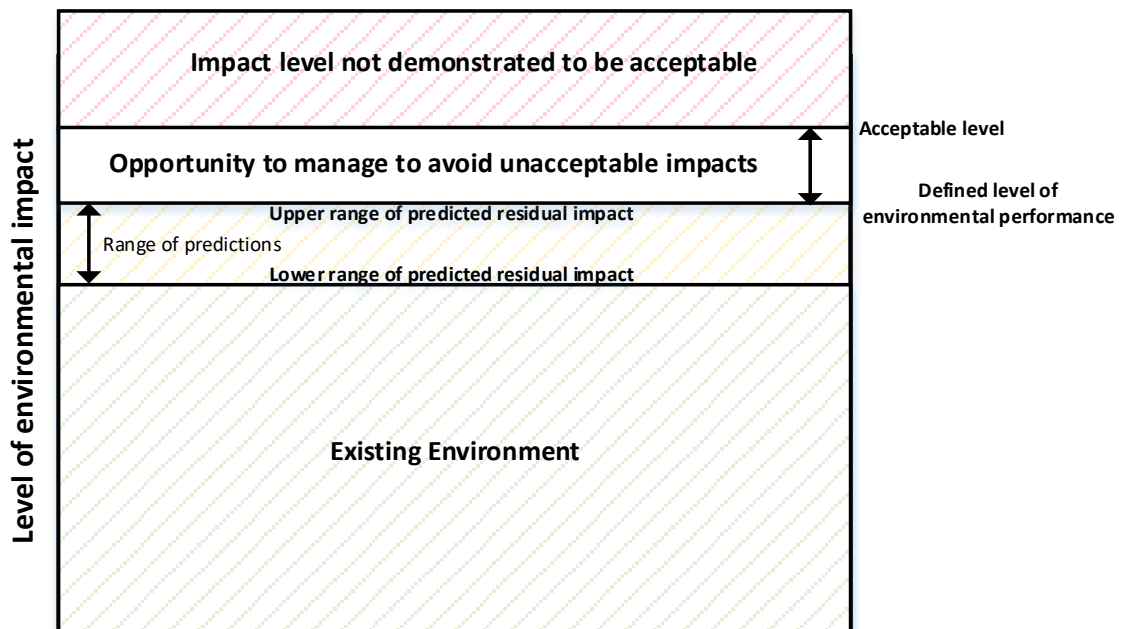 Level of environmental impact
Impact level not demonstrated to be acceptable
Acceptable level
Opportunity to manage to avoid unacceptable impacts
Defined level of
environmental performance
Upper range of predicted residual impact
Range of predictions
Lower range of predicted residual impact
Existing Environment